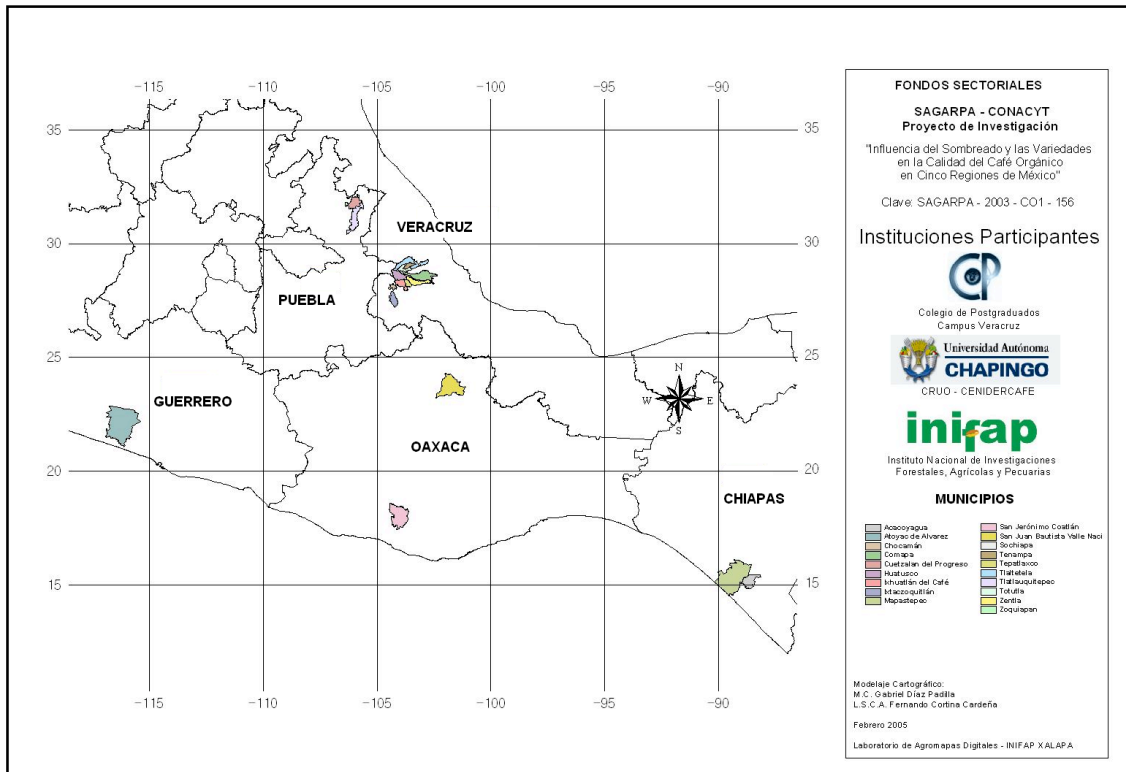 -115 -110 -105 -100 -95 -90
35 35
30 30
VERACRUZ
PUEBLA
25 25
GUERRERO
N
W E
S
OAXACA
20 20
CHIAPAS
15 15
-115 -110 -105 -100 -95 -90
FONDOS SECTORIALES
SAGARPA - CONACYT
Proyecto de Investigación
"Influencia del Sombreado y las Variedades
en la Calidad del Café Orgánico
en Cinco Regiones de México"
Clave: SAGARPA - 2003 - CO1 - 156
Instituciones Participantes
CP
Colegio de Postgraduados
Campus Veracruz
Universidad Autónoma
CHAPINGO
CRUO - CENIDERCAFE
inifap
Instituto Nacional de Investigaciones
Forestales, Agrícolas y Pecuarias
MUNICIPIOS
Acacoyagua
Atoyac de Alvarez
Chocamán
Comapa
Cuetzalan del Progreso
Huatusco
Ixhuatlán del Café
Ixtaczoquitlán
Mapastepec
San Jerónimo Coatlán
San Juan Bautista Valle Naci
Sochiapa
Tenampa
Tepatlaxco
Tlaltetela
Tlatlauquitepec
Totutla
Zentla
Zoquiapan
Modelaje Cartográfico:
M.C. Gabriel Díaz Padilla
L.S.C.A. Fernando Cortina Cardeña
Febrero 2005
Laboratorio de Agromapas Digitales - INIFAP XALAPA